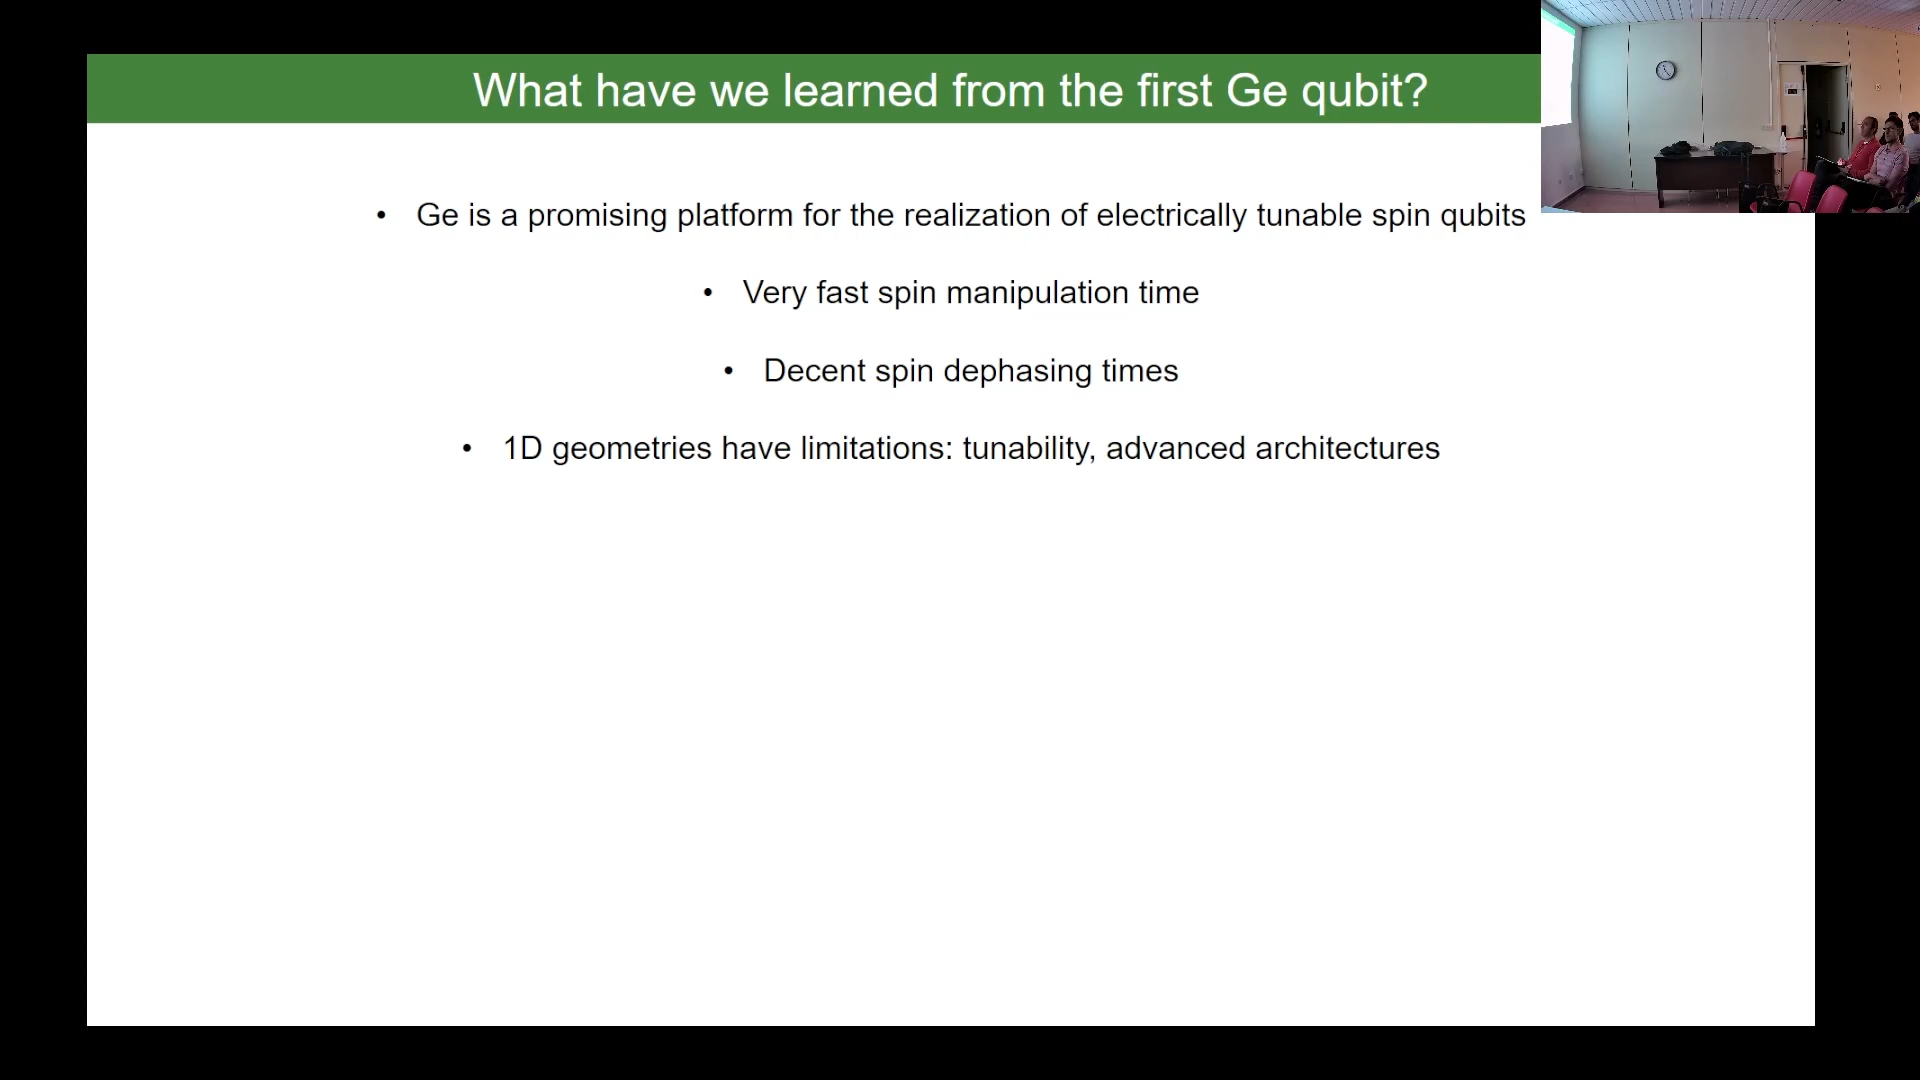 What have we learned from the first Ge qubit?
• Ge is a promising platform for the realization of electrically tunable spin qubits
• Very fast spin manipulation time
• Decent spin dephasing times
• 1D geometries have limitations: tunability, advanced architectures